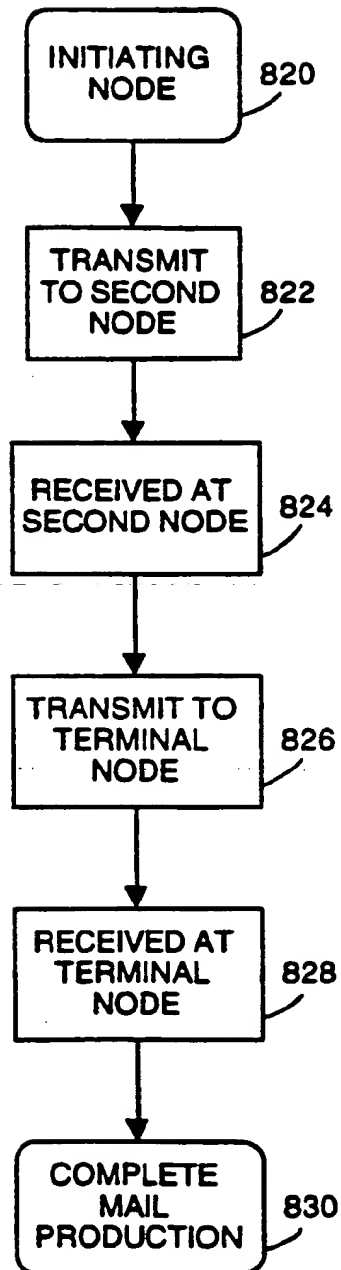 INITIATING
NODE
820
TRANSMIT
TO SECOND
NODE
822
RECEIVED AT
SECOND NODE
824
TRANSMIT TO
TERMINAL
NODE
826
RECEIVED AT
TERMINAL
NODE
828
COMPLETE
MAIL
PRODUCTION
830